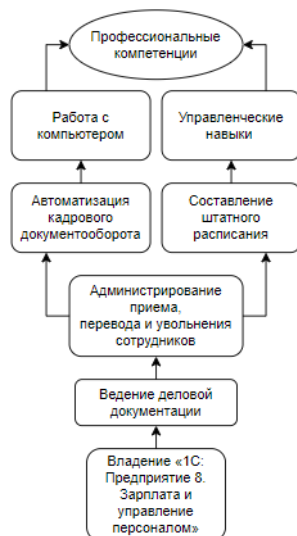 Профессиональные
компетенции
Работа с
компьютером
Управленческие
навыки
Автоматизация
кадрового
документооборота
Составление
штатного
расписания
Администрирование
приема,
перевода и увольнения
сотрудников
Ведение деловой
документации
Владение «1С:
Предприятие 8.
Зарплата и
управление
персоналом»